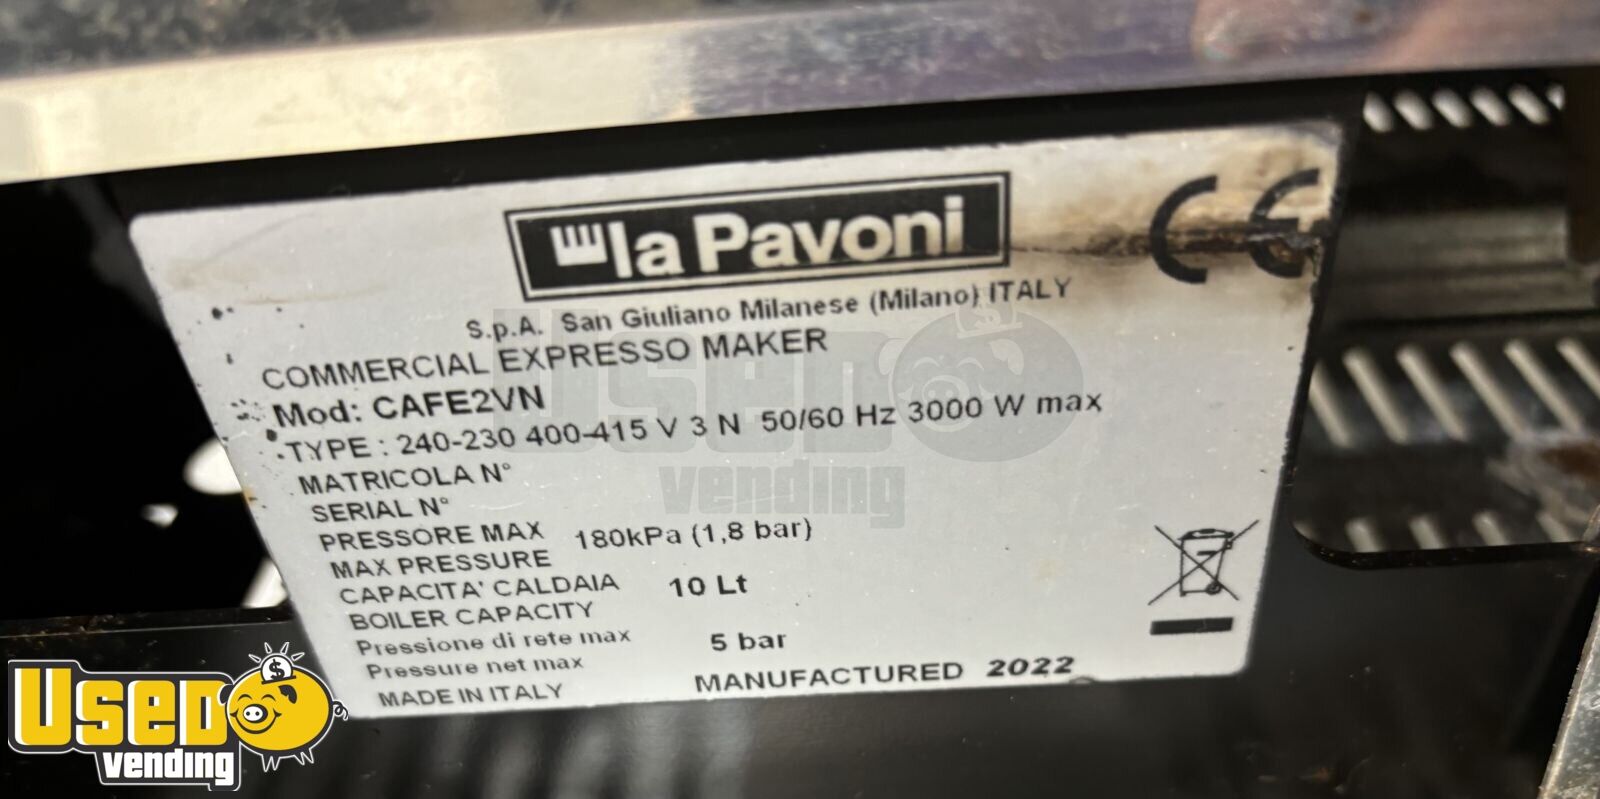 la Pavoni
CE
S.p.A. San Giuliano Milanese (Milano) ITALY
COMMERCIAL EXPRESSO MAKER
Mod: CAFE2VN
TYPE : 240-230 400-415 V 3 N 50/60 Hz 3000 W max
MATRICOLA N°
SERIAL N°
PRESSORE MAX 180kPa (1,8 bar)
MAX PRESSURE
CAPACITA' CALDAIA 10 Lt
BOILER CAPACITY
Pressione di rete max 5 bar
Pressure net max
MADE IN ITALY MANUFACTURED 2022
USED
vending
$
USED
vending
$